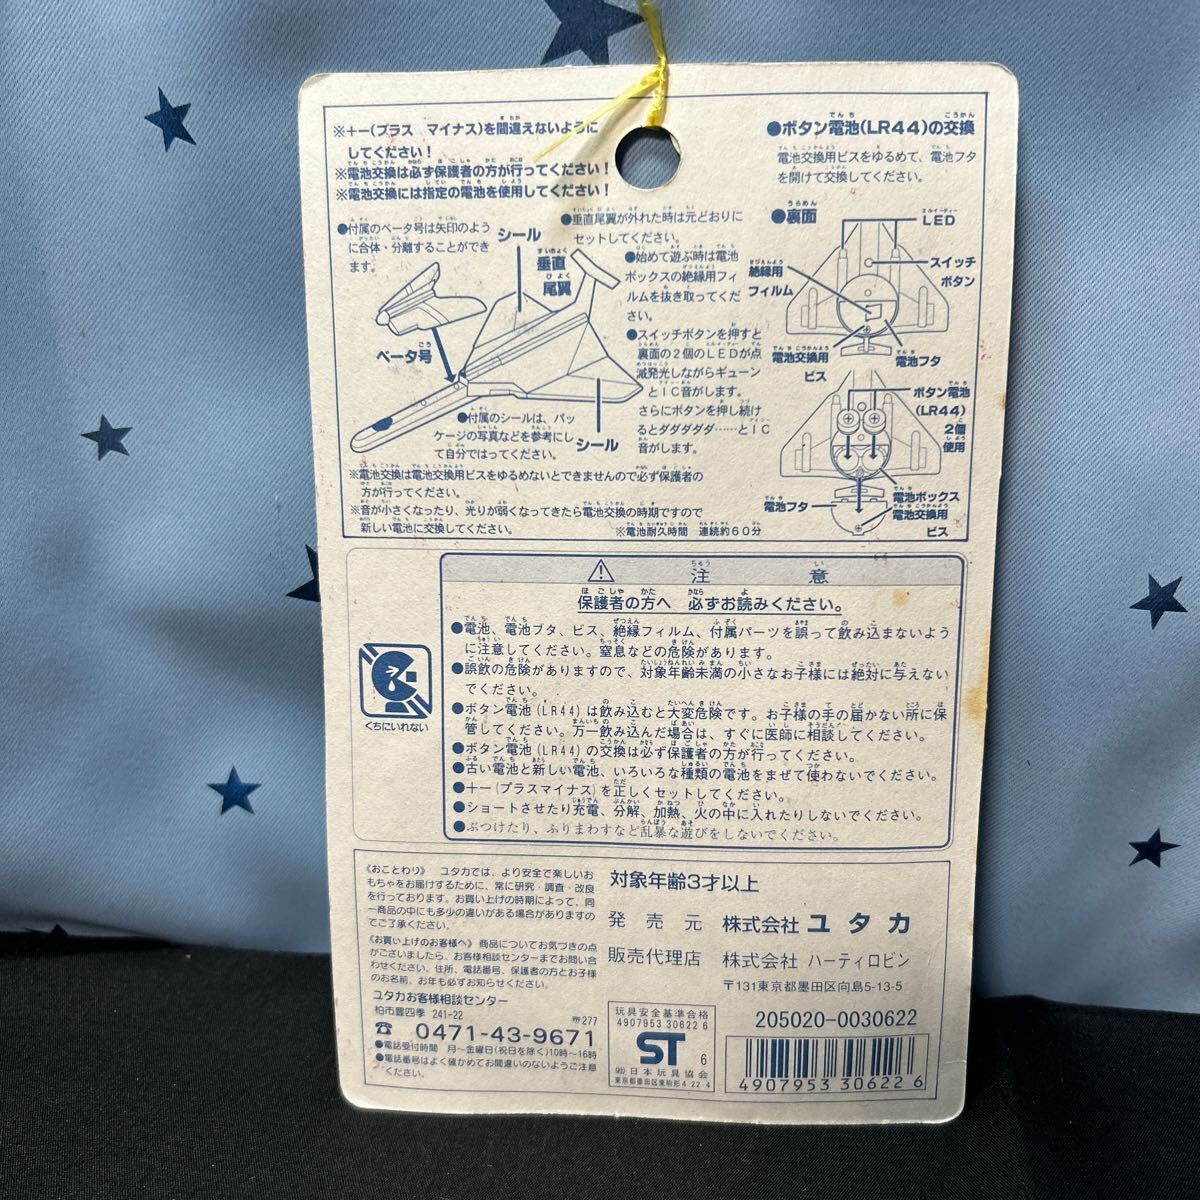 ※＋－(プラス マイナス)を間違えないように
してください!
※電池交換は必ず保護者の方が行ってください!
※電池交換には指定の電池を使用してください!
●ボタン電池(LR44)の交換
電池交換用ビスをゆるめて、電池フタ
を開けて交換してください。
●付属のベータ号は矢印のよう
に合体・分離することができ
ます。
シール
垂直
尾翼
ベータ号
●付属のシールは、パッ
ケージの写真などを参考にし
て自分ではってください。
シール
●垂直尾翼が外れた時は元どおりに
セットしてください。
●始めて遊ぶ時は電池
ボックスの絶縁用フィ
ルムを抜き取ってくだ
さい。
●スイッチボタンを押すと
裏面の2個のLEDが点
滅発光しながらギューン
とIC音がします。
さらにボタンを押し続け
るとダダダダダ……とIC
音がします。
●裏面
LED
スイッチ
ボタン
絶縁用
フィルム
電池交換用
ビス
電池フタ
ボタン電池
(LR44)
2個
使用
電池ボックス
電池フタ
電池交換用
ビス
※電池交換は電池交換用ビスをゆるめないとできませんので必ず保護者の
方が行ってください。
※音が小さくなったり、光りが弱くなってきたら電池交換の時期ですので
新しい電池に交換してください。
※電池耐久時間 連続約60分
⚠ 注意
保護者の方へ 必ずお読みください。
●電池、電池ブタ、ビス、絶縁フィルム、付属パーツを誤って飲み込まないよう
に注意してください。窒息などの危険があります。
●誤飲の危険がありますので、対象年齢未満の小さなお子様には絶対に与えない
でください。
●ボタン電池(LR44)は飲み込むと大変危険です。お子様の手の届かない所に保
管してください。万一飲み込んだ場合は、すぐに医師に相談してください。
●ボタン電池(LR44)の交換は必ず保護者の方が行ってください。
●古い電池と新しい電池、いろいろな種類の電池をまぜて使わないでください。
●＋－(プラスマイナス)を正しくセットしてください。
●ショートさせたり充電、分解、加熱、火の中に入れたりしないでください。
●ぶつけたり、ふりまわすなど乱暴な遊びをしないでください。
くちにいれない
《おことわり》 ユタカでは、より安全で楽しいお
もちゃをお届けするために、常に研究・調査・改良
を行っております。お買い上げの時期によって、同
一商品の中にも多少の違いがある場合がありますの
でご了承ください。
《お買い上げのお客様へ》商品についてお気づきの点
がございましたら、お客様相談センターまでお問い合
わせください。住所、電話番号、保護者の方とお子様
のお名前、お年も必ずお知らせください。
ユタカお客様相談センター
柏市豊四季 241-22 〒277
☎ 0471-43-9671
●電話受付時間 月～金曜日(祝日を除く)10時～16時
●電話番号はよく確かめてお間違いのないようご注意
ください。
対象年齢3才以上
発売元 株式会社 ユタカ
販売代理店 株式会社 ハーティロビン
〒131東京都墨田区向島5-13-5
玩具安全基準合格
4907953 30622 6
ST 6
(社)日本玩具協会
東京都墨田区東駒形4-22-4
205020-0030622
4907953 306226